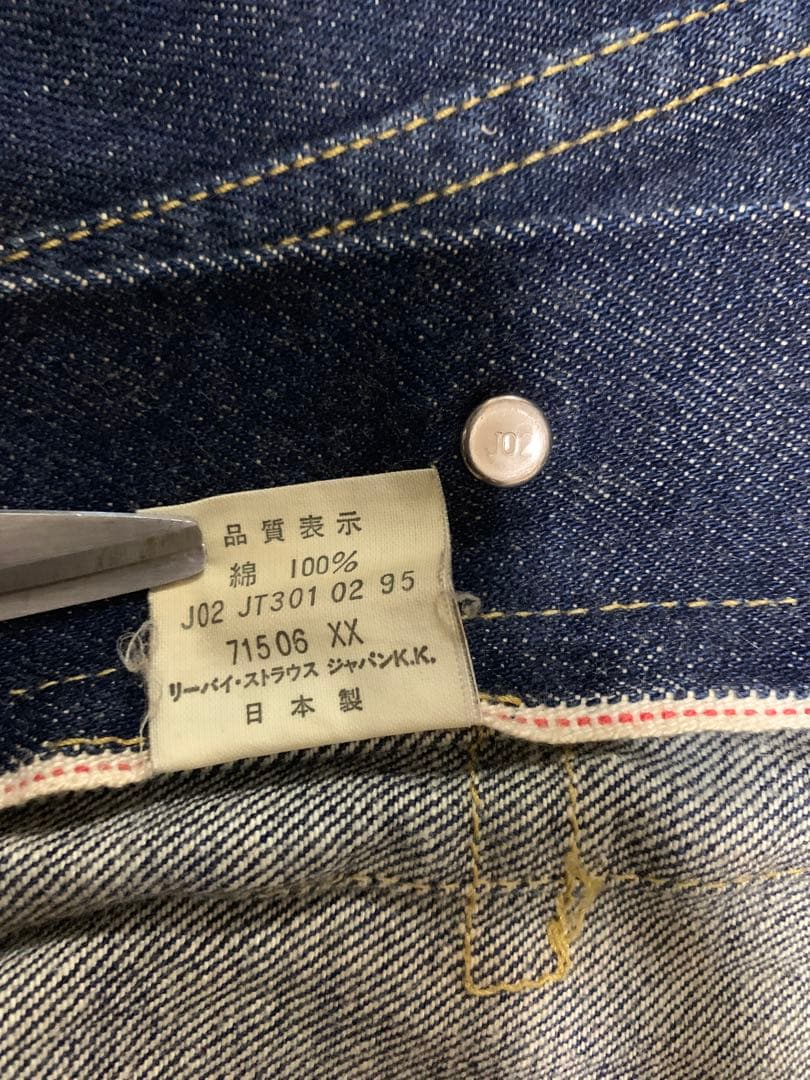 J02
品質表示
綿 100%
J02 JT301 02 95
71506 XX
リーバイ・ストラウス ジャパンK.K.
日本製